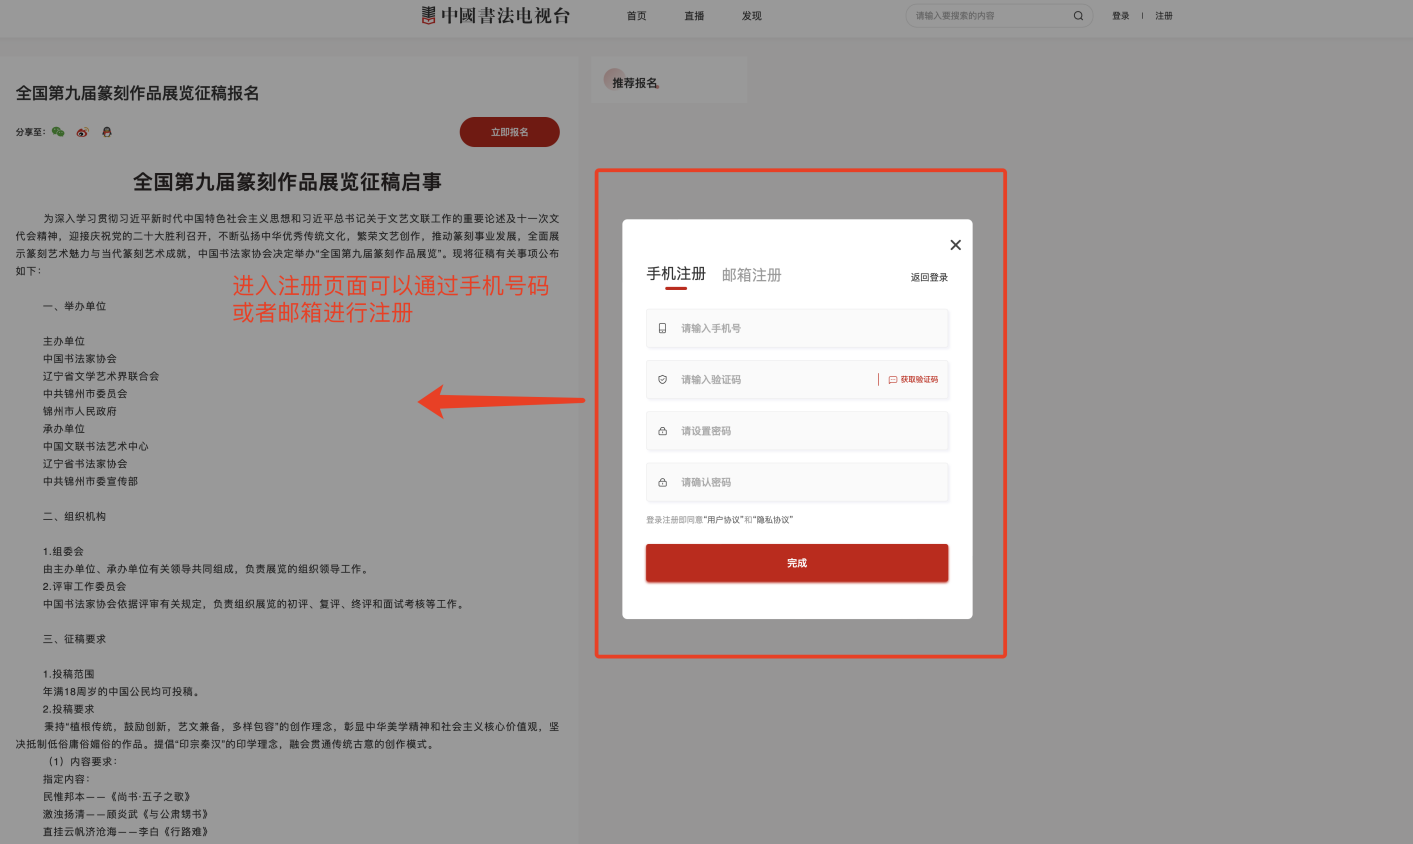 中國書法电视台
首页
直播
发现
请输入要搜索的内容
登录
注册
全国第九届篆刻作品展览征稿报名
分享至：
立即报名
全国第九届篆刻作品展览征稿启事
为深入学习贯彻习近平新时代中国特色社会主义思想和习近平总书记关于文艺文联工作的重要论述及十一次文
代会精神，迎接庆祝党的二十大胜利召开，不断弘扬中华优秀传统文化，繁荣文艺创作，推动篆刻事业发展，全面展
示篆刻艺术魅力与当代篆刻艺术成就，中国书法家协会决定举办“全国第九届篆刻作品展览”。现将征稿有关事项公布
如下：
一、举办单位
主办单位
中国书法家协会
辽宁省文学艺术界联合会
中共锦州市委员会
锦州市人民政府
承办单位
中国文联书法艺术中心
辽宁省书法家协会
中共锦州市委宣传部
二、组织机构
1.组委会
由主办单位、承办单位有关领导共同组成，负责展览的组织领导工作。
2.评审工作委员会
中国书法家协会依据评审有关规定，负责组织展览的初评、复评、终评和面试考核等工作。
三、征稿要求
1.投稿范围
年满18周岁的中国公民均可投稿。
2.投稿要求
秉持“植根传统，鼓励创新，艺文兼备，多样包容”的创作理念，彰显中华美学精神和社会主义核心价值观，坚
决抵制低俗庸俗媚俗的作品。提倡“印宗秦汉”的印学理念，融会贯通传统古意的创作模式。
（1）内容要求：
指定内容：
民惟邦本——《尚书·五子之歌》
激浊扬清——顾炎武《与公肃甥书》
直挂云帆济沧海——李白《行路难》
推荐报名
进入注册页面可以通过手机号码
或者邮箱进行注册
手机注册
邮箱注册
返回登录
请输入手机号
请输入验证码
获取验证码
请设置密码
请确认密码
登录注册即同意“用户协议”和“隐私协议”
完成